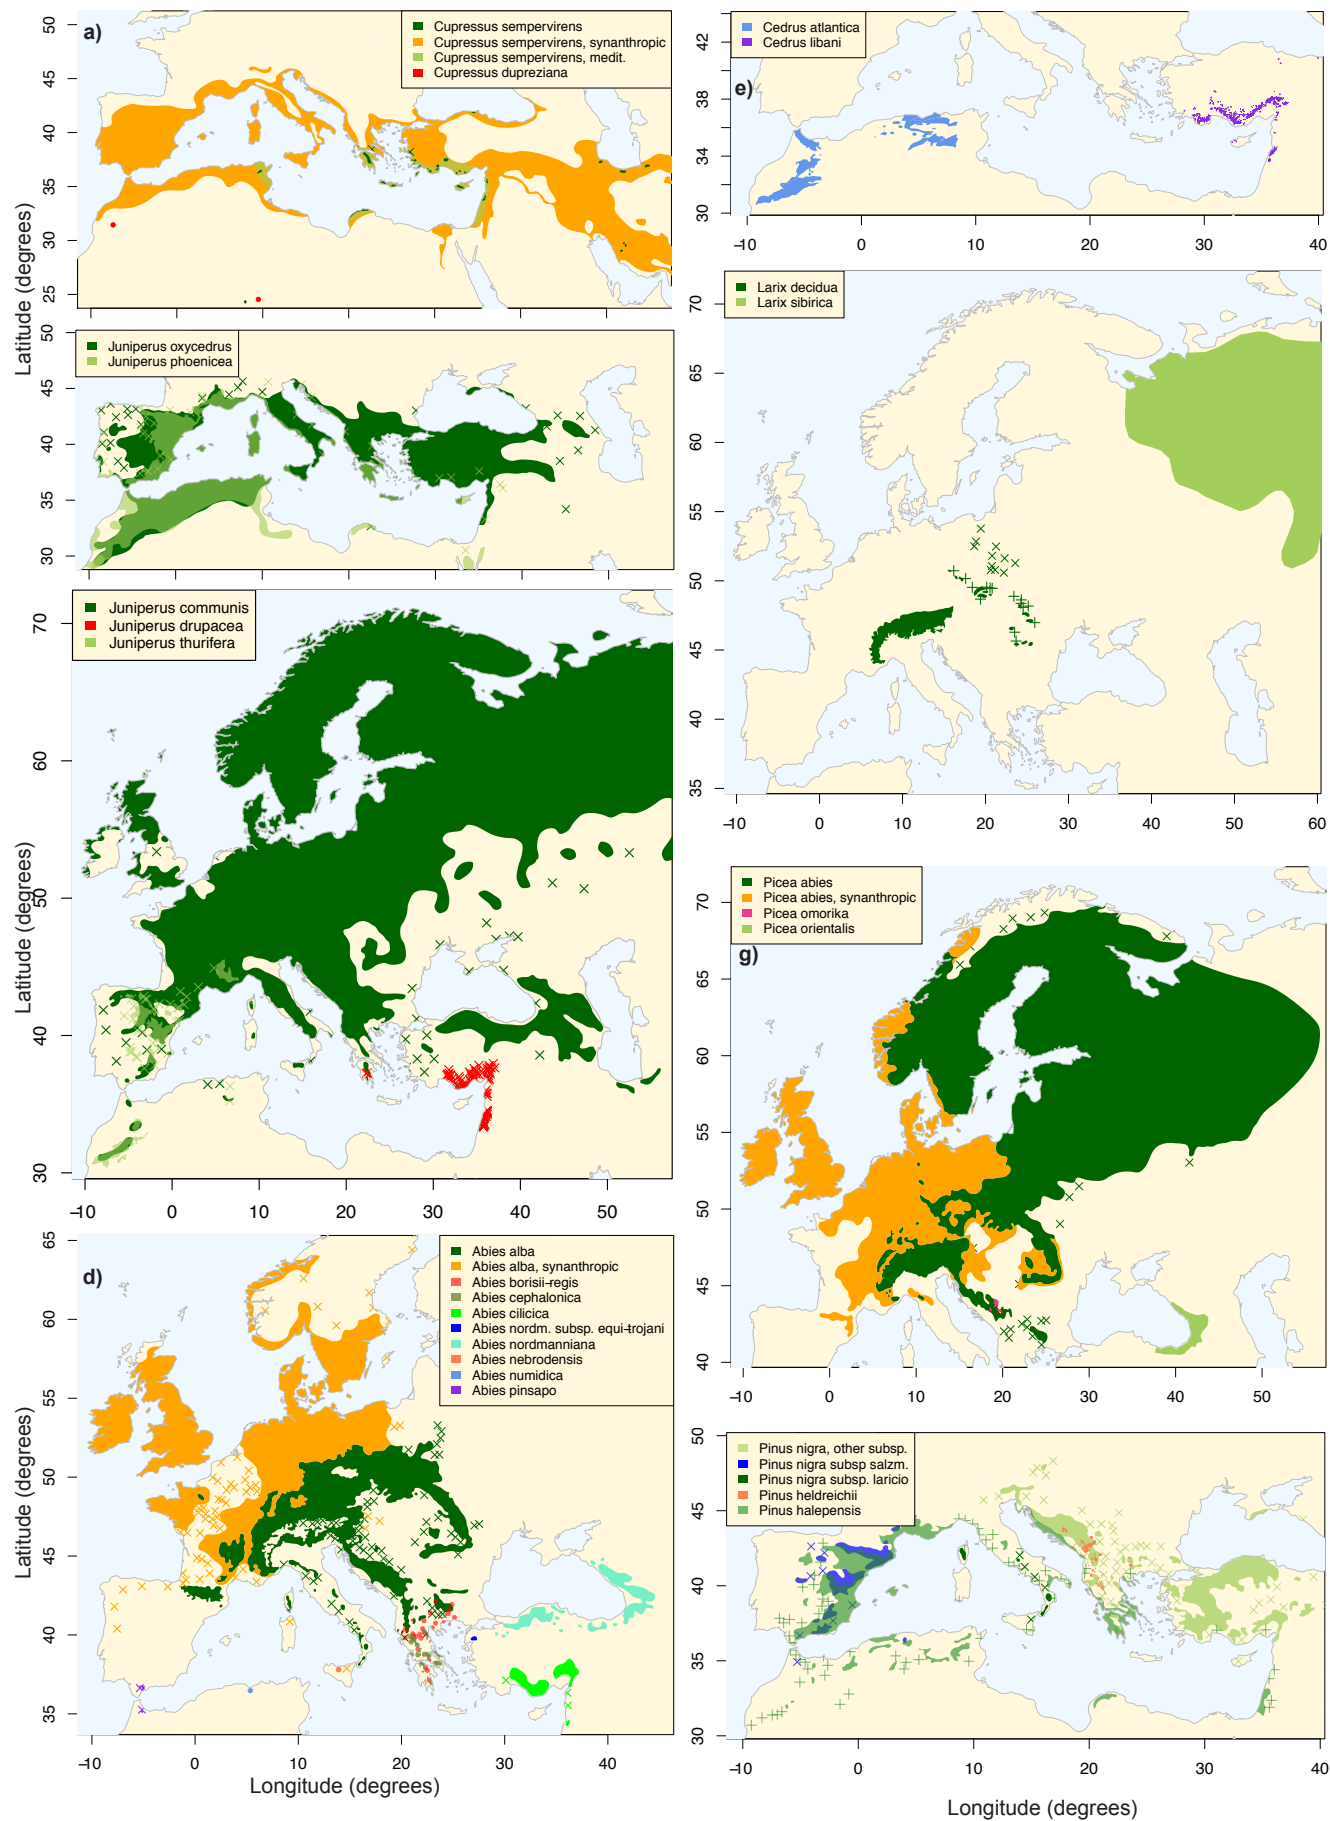 a)
Cupressus sempervirens
Cupressus sempervirens, synanthropic
Cupressus sempervirens, medit.
Cupressus dupreziana
50
45
40
35
30
25
Latitude (degrees)
Juniperus oxycedrus
Juniperus phoenicea
50
45
40
35
30
Juniperus communis
Juniperus drupacea
Juniperus thurifera
70
60
50
40
30
Latitude (degrees)
−10 0 10 20 30 40 50
d)
Abies alba
Abies alba, synanthropic
Abies borisii−regis
Abies cephalonica
Abies cilicica
Abies nordm. subsp. equi−trojani
Abies nordmanniana
Abies nebrodensis
Abies numidica
Abies pinsapo
65
60
55
50
45
40
35
Latitude (degrees)
−10 0 10 20 30 40
Longitude (degrees)
e)
Cedrus atlantica
Cedrus libani
42
38
34
30
−10 0 10 20 30 40
Larix decidua
Larix sibirica
70
65
60
55
50
45
40
35
−10 0 10 20 30 40 50 60
g)
Picea abies
Picea abies, synanthropic
Picea omorika
Picea orientalis
70
65
60
55
50
45
40
−10 0 10 20 30 40 50
Pinus nigra, other subsp.
Pinus nigra subsp salzm.
Pinus nigra subsp. laricio
Pinus heldreichii
Pinus halepensis
50
45
40
35
30
−10 0 10 20 30 40
Longitude (degrees)